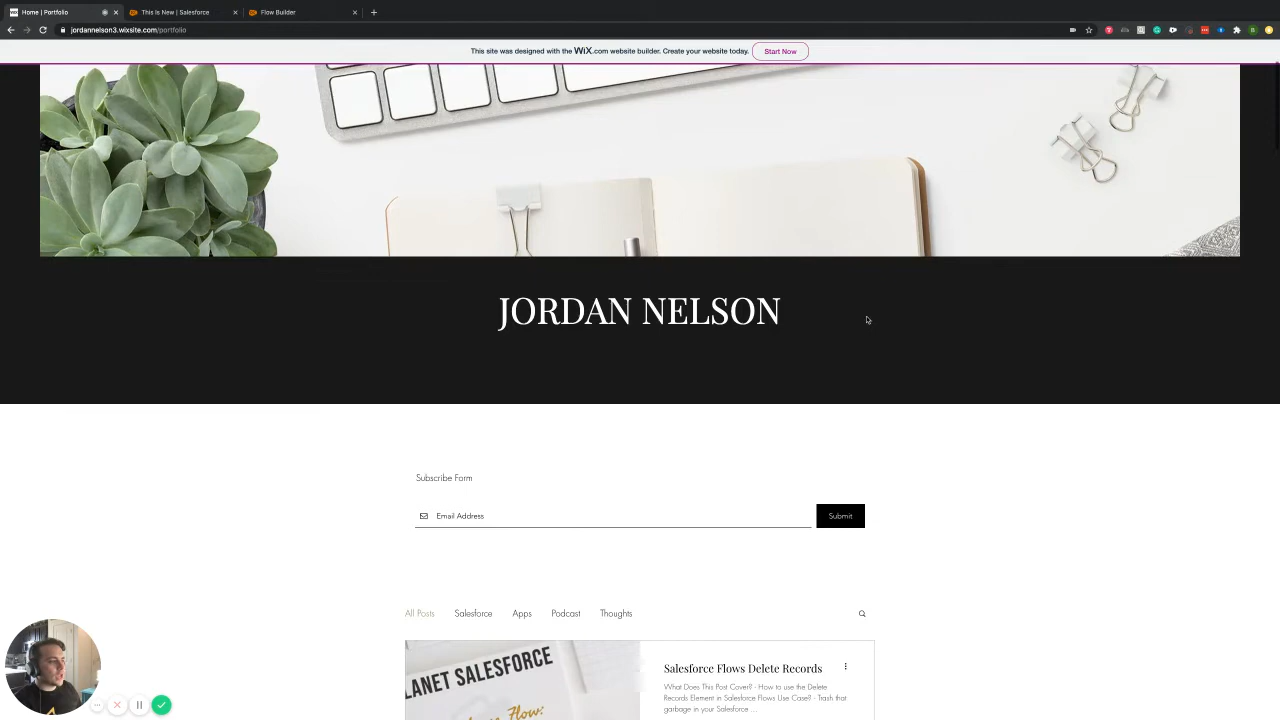 Home | Portfolio
This Is New | Salesforce
Flow Builder
jordannelson3.wixsite.com/portfolio
This site was designed with the WiX.com website builder. Create your website today.
Start Now
JORDAN NELSON
Subscribe Form
Email Address
Submit
All Posts
Salesforce
Apps
Podcast
Thoughts
LANET SALESFORCE
Salesforce Flows Delete Records
What Does This Post Cover? - How to use the Delete
Records Element in Salesforce Flows Use Case? - Trash that
garbage in your Salesforce ...